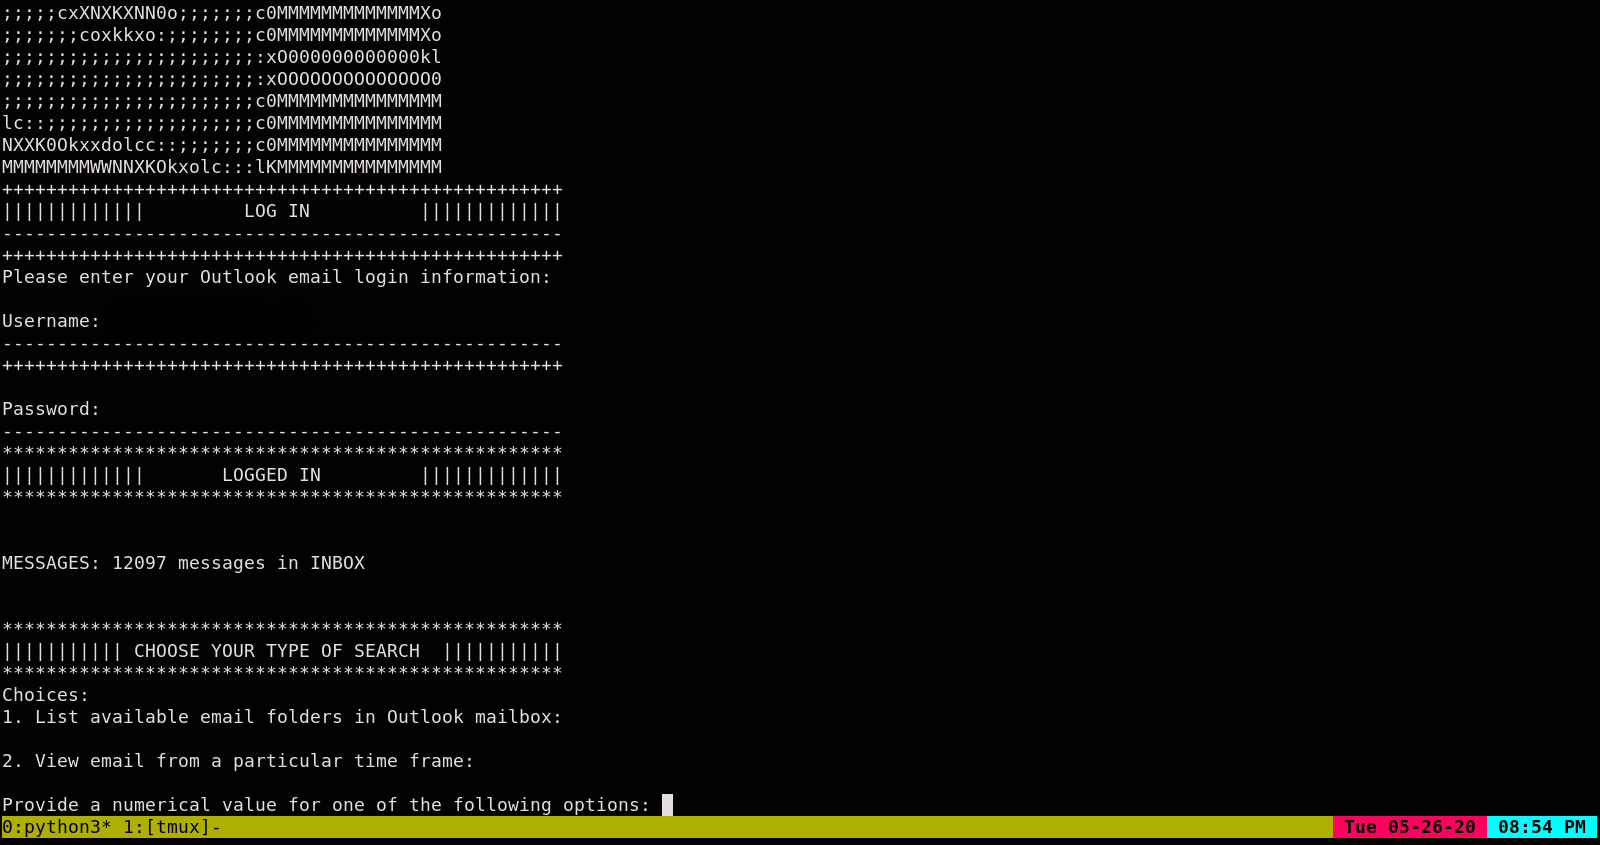 ;;;;;cxXNXKXNN0o;;;;;;;c0MMMMMMMMMMMMMXo
;;;;;;;coxkkxo:;;;;;;;;c0MMMMMMMMMMMMMXo
;;;;;;;;;;;;;;;;;;;;;;;:xO000000000000kl
;;;;;;;;;;;;;;;;;;;;;;;:xOOOOOOOOOOOOOO0
;;;;;;;;;;;;;;;;;;;;;;;c0MMMMMMMMMMMMMMM
lc::;;;;;;;;;;;;;;;;;;;c0MMMMMMMMMMMMMMM
NXXK0Okxxdolcc::;;;;;;;c0MMMMMMMMMMMMMMM
MMMMMMMMWWNNXKOkxolc:::lKMMMMMMMMMMMMMMM
+++++++++++++++++++++++++++++++++++++++++++++++++++
|||||||||||||         LOG IN          |||||||||||||
---------------------------------------------------
+++++++++++++++++++++++++++++++++++++++++++++++++++
Please enter your Outlook email login information:
Username:
---------------------------------------------------
+++++++++++++++++++++++++++++++++++++++++++++++++++
Password:
---------------------------------------------------
***************************************************
|||||||||||||       LOGGED IN         |||||||||||||
***************************************************
MESSAGES: 12097 messages in INBOX
***************************************************
||||||||||| CHOOSE YOUR TYPE OF SEARCH  |||||||||||
***************************************************
Choices:
1. List available email folders in Outlook mailbox:
2. View email from a particular time frame:
Provide a numerical value for one of the following options:
0:python3* 1:[tmux]- Tue 05-26-20 08:54 PM